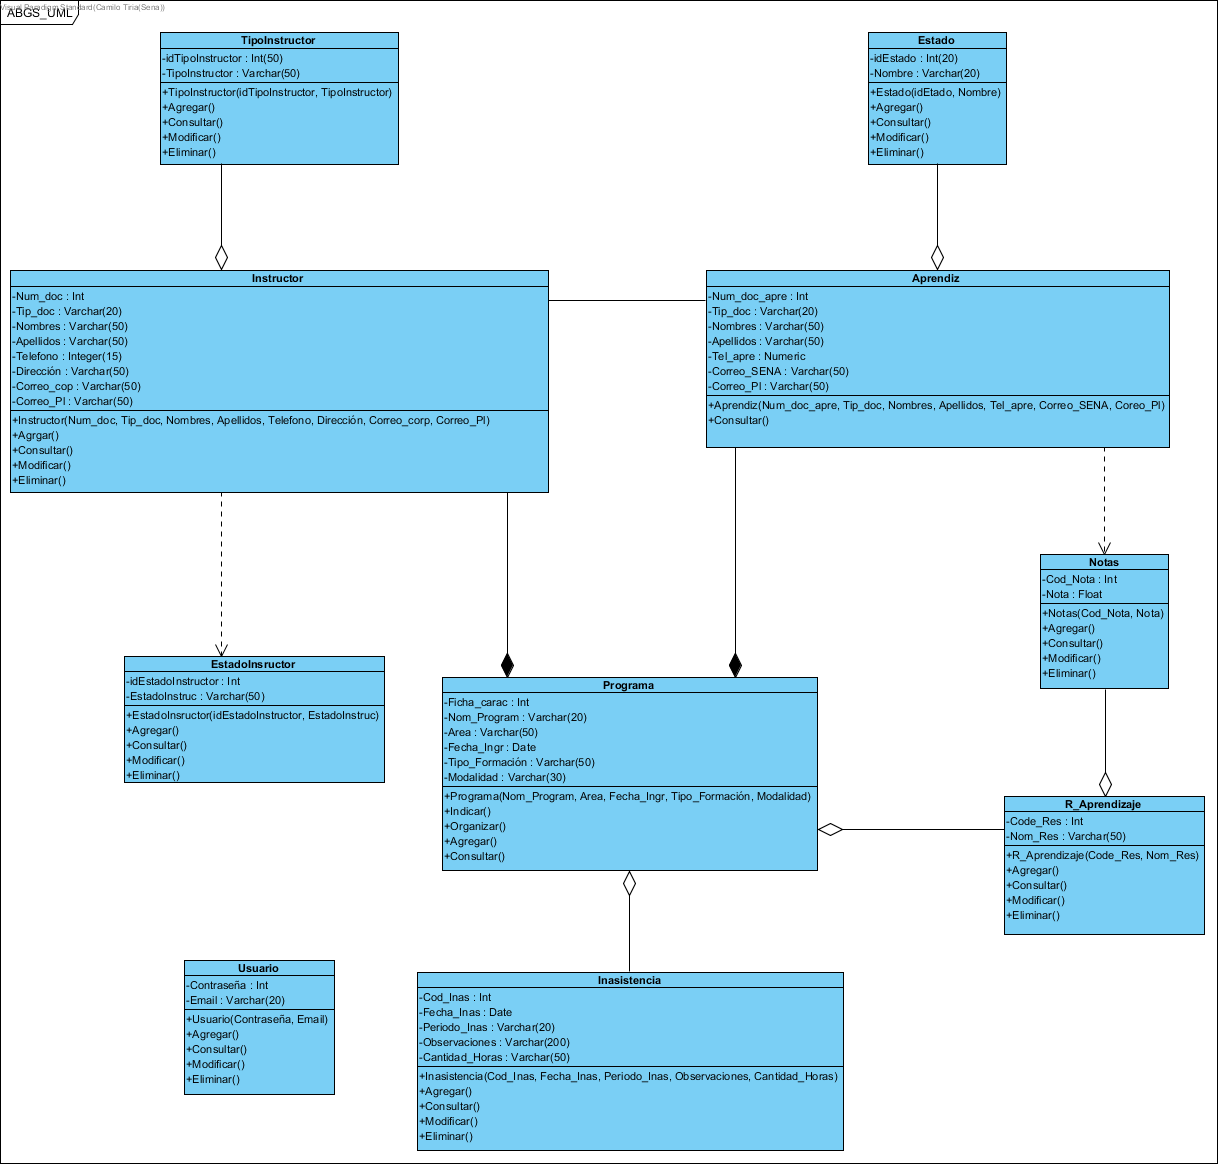 Visual Paradigm Standard(Camilo Tiria(Sena))
ABGS_UML
TipoInstructor
-idTipoInstructor : Int(50)
-TipoInstructor : Varchar(50)
+TipoInstructor(idTipoInstructor, TipoInstructor)
+Agregar()
+Consultar()
+Modificar()
+Eliminar()
Estado
-idEstado : Int(20)
-Nombre : Varchar(20)
+Estado(idEtado, Nombre)
+Agregar()
+Consultar()
+Modificar()
+Eliminar()
Instructor
-Num_doc : Int
-Tip_doc : Varchar(20)
-Nombres : Varchar(50)
-Apellidos : Varchar(50)
-Telefono : Integer(15)
-Dirección : Varchar(50)
-Correo_cop : Varchar(50)
-Correo_Pl : Varchar(50)
+Instructor(Num_doc, Tip_doc, Nombres, Apellidos, Telefono, Dirección, Correo_corp, Correo_Pl)
+Agrgar()
+Consultar()
+Modificar()
+Eliminar()
Aprendiz
-Num_doc_apre : Int
-Tip_doc : Varchar(20)
-Nombres : Varchar(50)
-Apellidos : Varchar(50)
-Tel_apre : Numeric
-Correo_SENA : Varchar(50)
-Correo_Pl : Varchar(50)
+Aprendiz(Num_doc_apre, Tip_doc, Nombres, Apellidos, Tel_apre, Correo_SENA, Coreo_Pl)
+Consultar()
Notas
-Cod_Nota : Int
-Nota : Float
+Notas(Cod_Nota, Nota)
+Agregar()
+Consultar()
+Modificar()
+Eliminar()
EstadoInsructor
-idEstadoInstructor : Int
-EstadoInstruc : Varchar(50)
+EstadoInsructor(idEstadoInstructor, EstadoInstruc)
+Agregar()
+Consultar()
+Modificar()
+Eliminar()
Programa
-Ficha_carac : Int
-Nom_Program : Varchar(20)
-Area : Varchar(50)
-Fecha_Ingr : Date
-Tipo_Formación : Varchar(50)
-Modalidad : Varchar(30)
+Programa(Nom_Program, Area, Fecha_Ingr, Tipo_Formación, Modalidad)
+Indicar()
+Organizar()
+Agregar()
+Consultar()
R_Aprendizaje
-Code_Res : Int
-Nom_Res : Varchar(50)
+R_Aprendizaje(Code_Res, Nom_Res)
+Agregar()
+Consultar()
+Modificar()
+Eliminar()
Usuario
-Contraseña : Int
-Email : Varchar(20)
+Usuario(Contraseña, Email)
+Agregar()
+Consultar()
+Modificar()
+Eliminar()
Inasistencia
-Cod_Inas : Int
-Fecha_Inas : Date
-Periodo_Inas : Varchar(20)
-Observaciones : Varchar(200)
-Cantidad_Horas : Varchar(50)
+Inasistencia(Cod_Inas, Fecha_Inas, Periodo_Inas, Observaciones, Cantidad_Horas)
+Agregar()
+Consultar()
+Modificar()
+Eliminar()